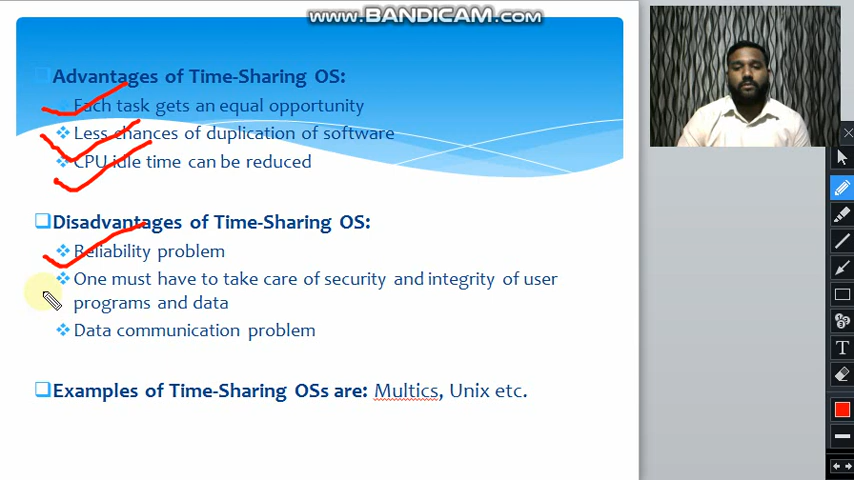 www.BANDICAM.com
Advantages of Time-Sharing OS:
Each task gets an equal opportunity
Less chances of duplication of software
CPU idle time can be reduced
Disadvantages of Time-Sharing OS:
Reliability problem
One must have to take care of security and integrity of user
programs and data
Data communication problem
Examples of Time-Sharing OSs are: Multics, Unix etc.
T